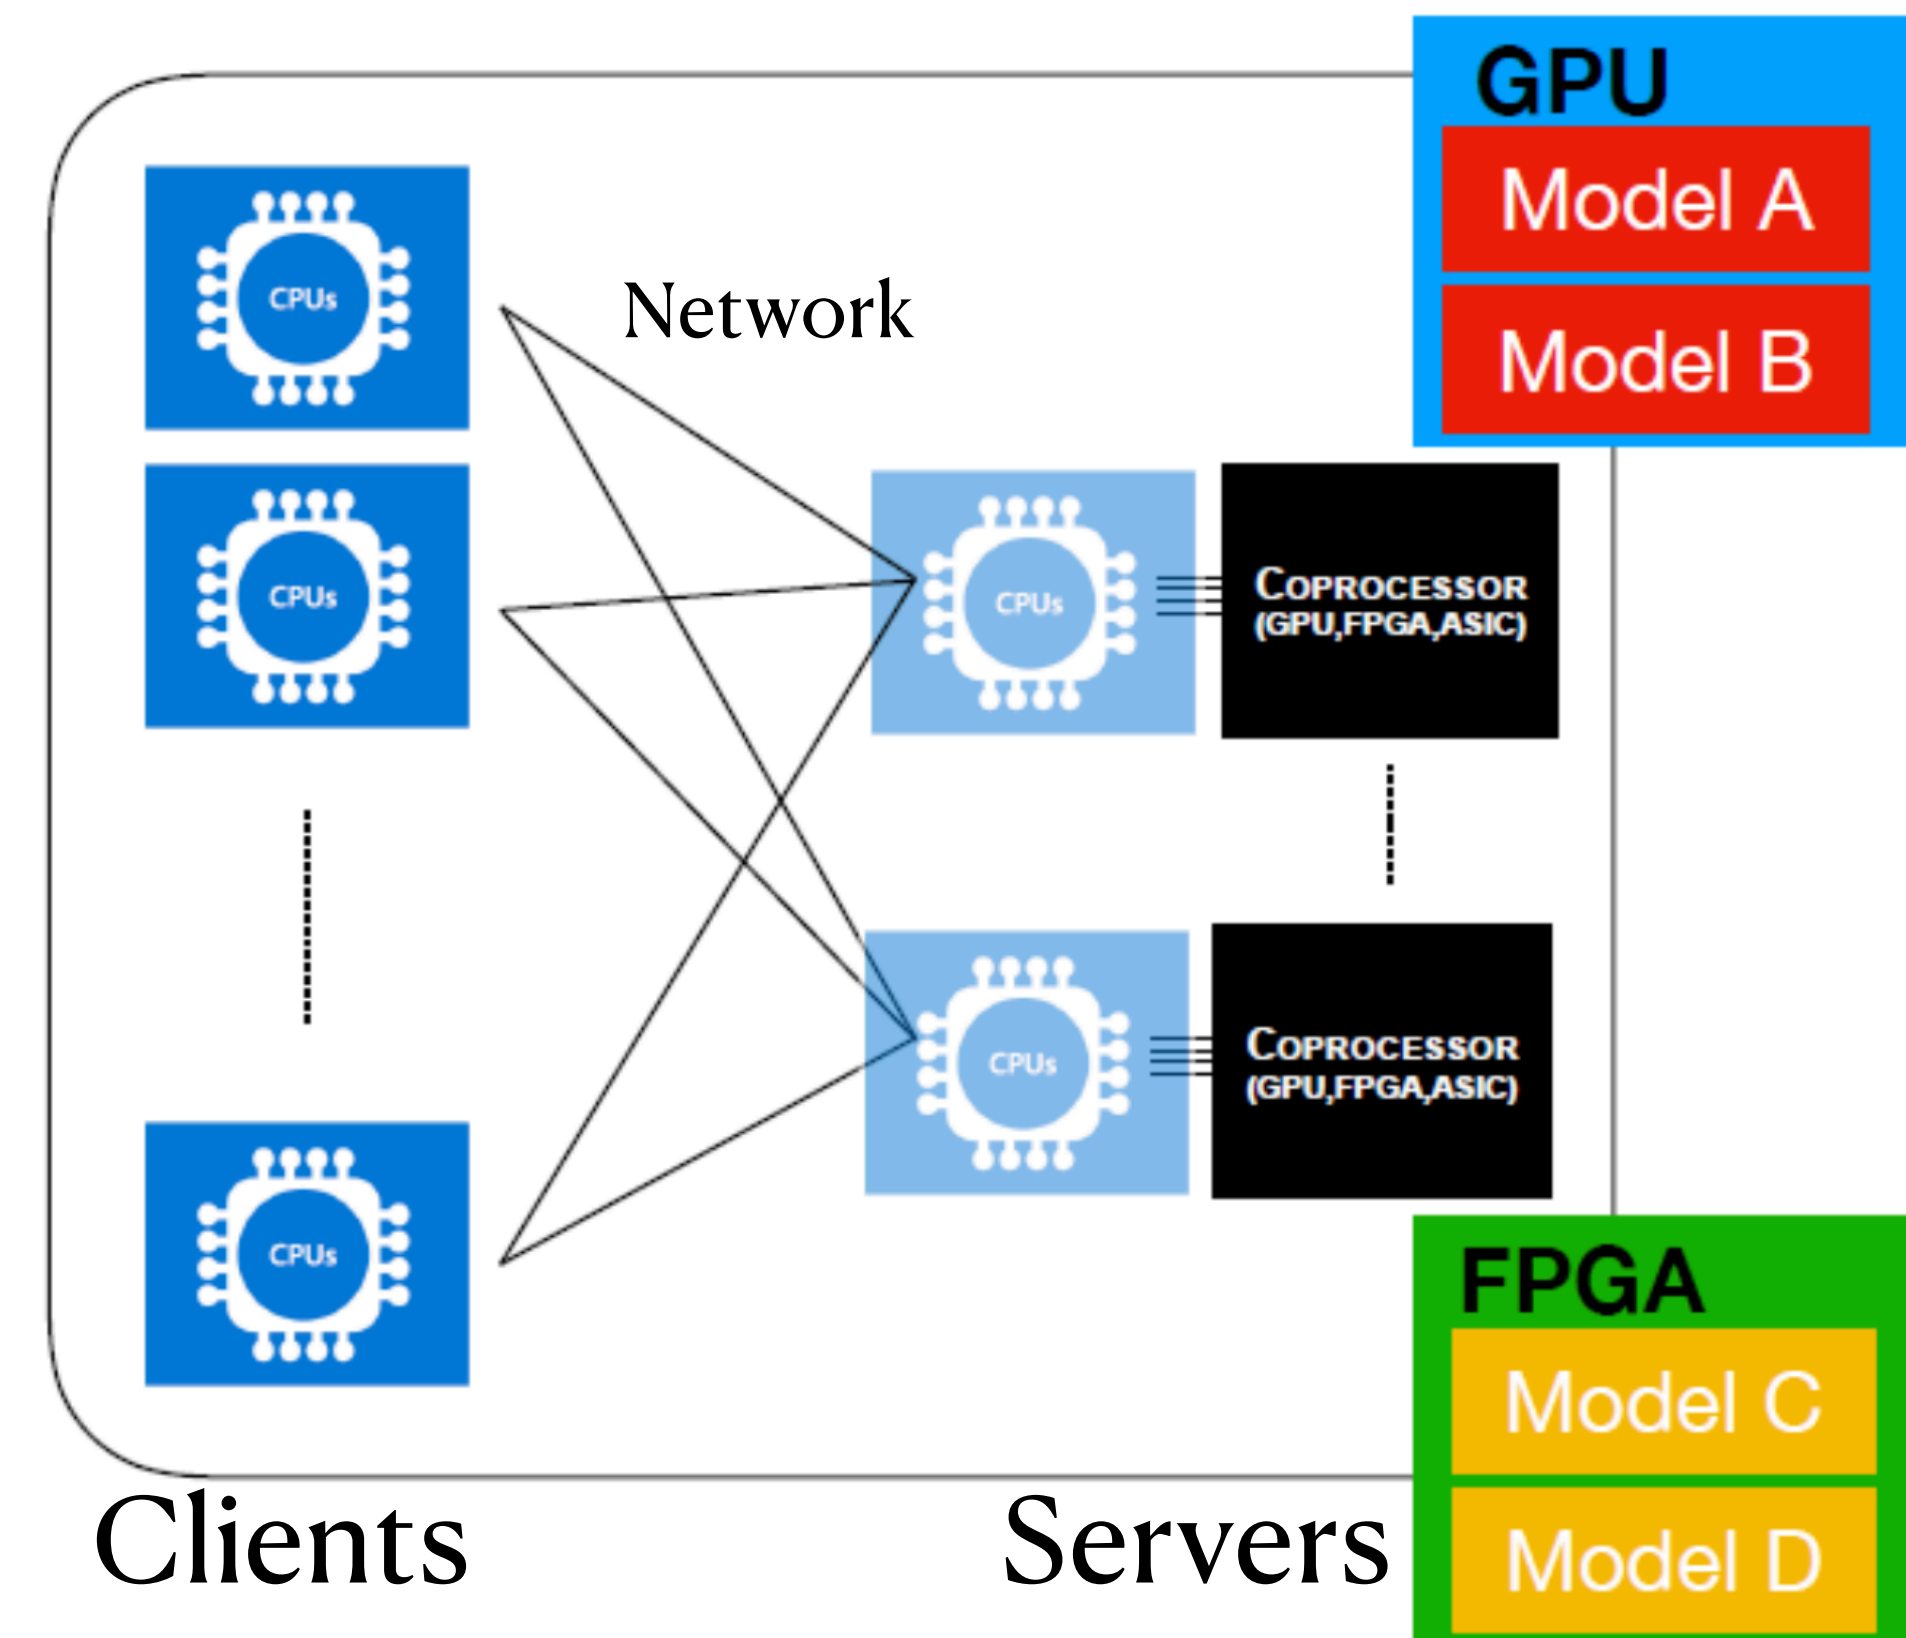 GPU
Model A
Model B
CPUs
Network
CPUs
CPUs
COPROCESSOR
(GPU,FPGA,ASIC)
CPUs
COPROCESSOR
(GPU,FPGA,ASIC)
CPUs
FPGA
Model C
Model D
Clients
Servers